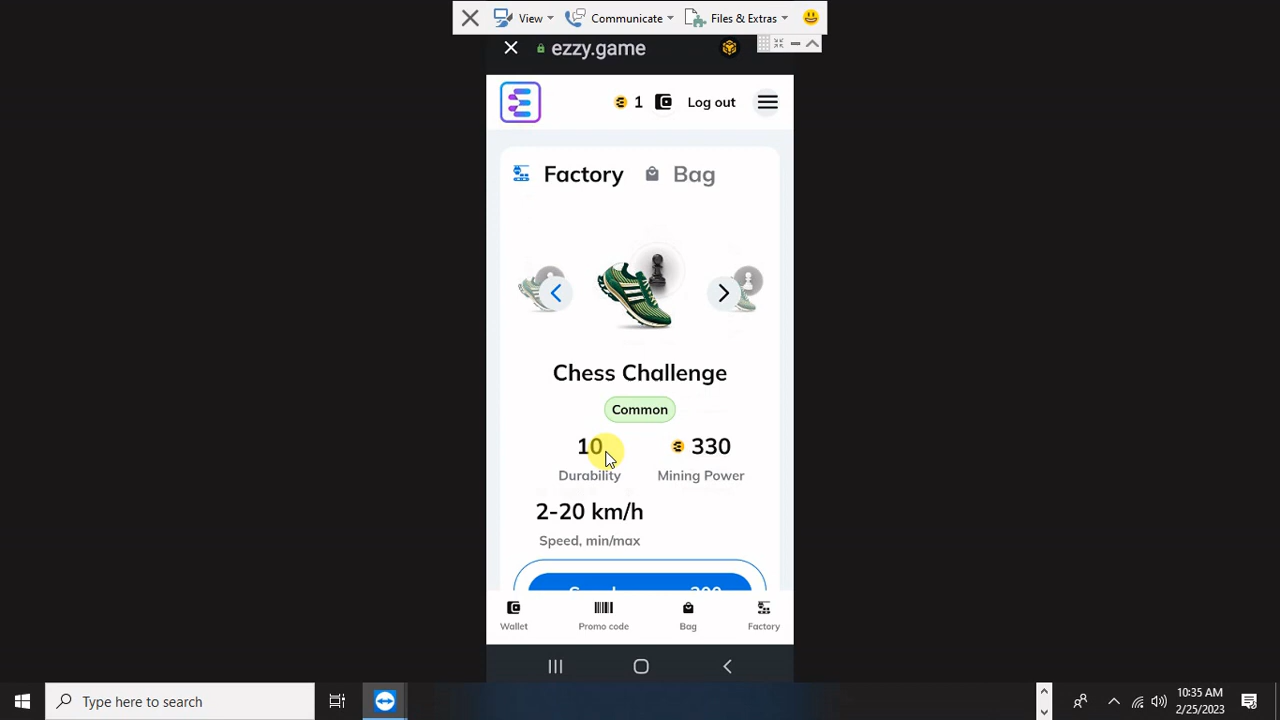 View
Communicate
Files & Extras
ezzy.game
1
Log out
Factory
Bag
Chess Challenge
Common
10
330
Durability
Mining Power
2-20 km/h
Speed, min/max
Wallet
Promo code
Bag
Factory
Type here to search
10:35 AM
2/25/2023